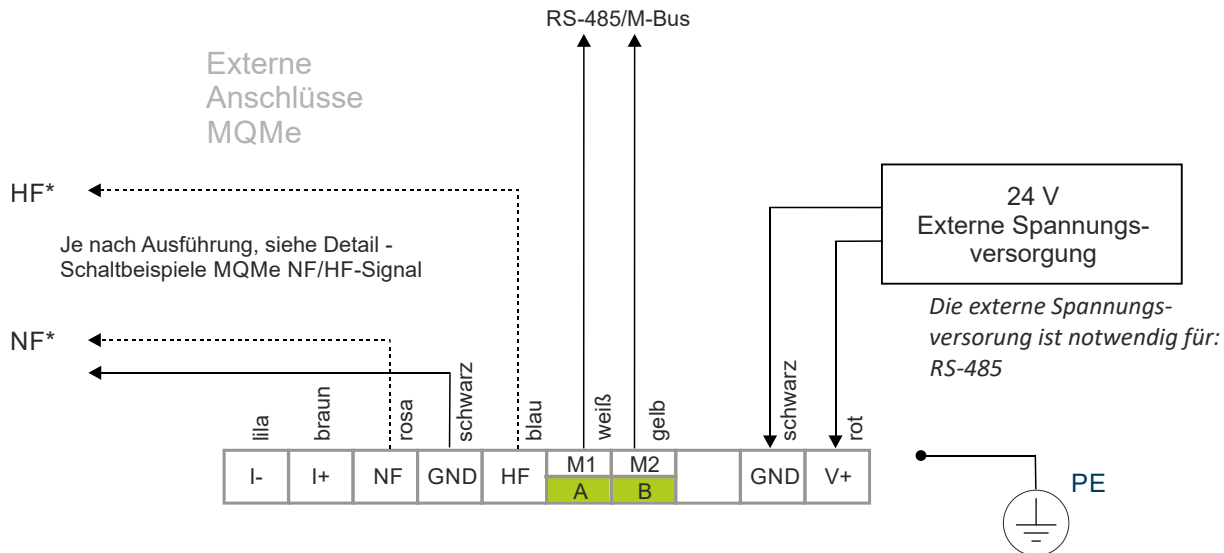 RS-485/M-Bus
Externe
Anschlüsse
MQMe
HF*
Je nach Ausführung, siehe Detail -
Schaltbeispiele MQMe NF/HF-Signal
24 V
Externe Spannungs-
versorgung
Die externe Spannungs-
versorung ist notwendig für:
RS-485
NF*
lila
braun
rosa
schwarz
blau
weiß
gelb
schwarz
rot
I-
I+
NF
GND
HF
M1
M2
A
B
GND
V+
PE